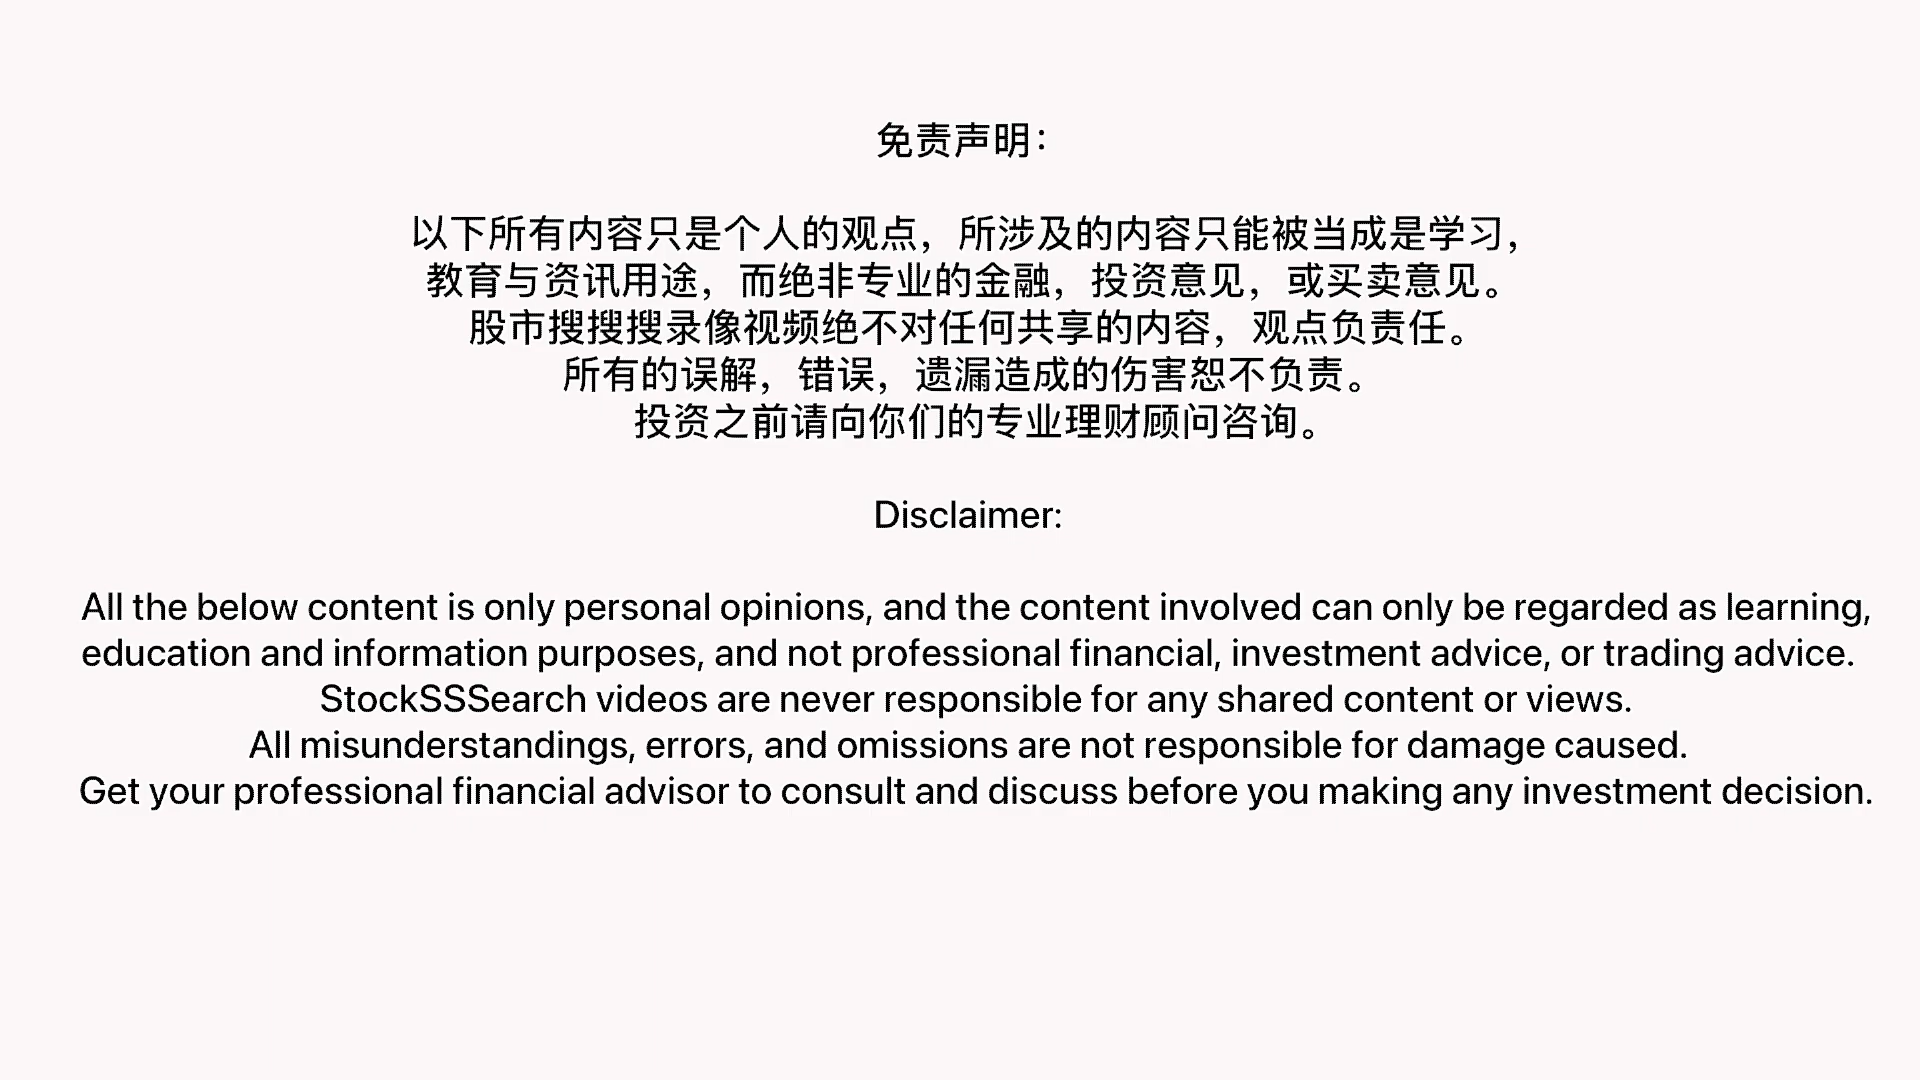 免责声明：
以下所有内容只是个人的观点，所涉及的内容只能被当成是学习，
教育与资讯用途，而绝非专业的金融，投资意见，或买卖意见。
股市搜搜搜录像视频绝不对任何共享的内容，观点负责任。
所有的误解，错误，遗漏造成的伤害恕不负责。
投资之前请向你们的专业理财顾问咨询。
Disclaimer:
All the below content is only personal opinions, and the content involved can only be regarded as learning,
education and information purposes, and not professional financial, investment advice, or trading advice.
StockSSSearch videos are never responsible for any shared content or views.
All misunderstandings, errors, and omissions are not responsible for damage caused.
Get your professional financial advisor to consult and discuss before you making any investment decision.